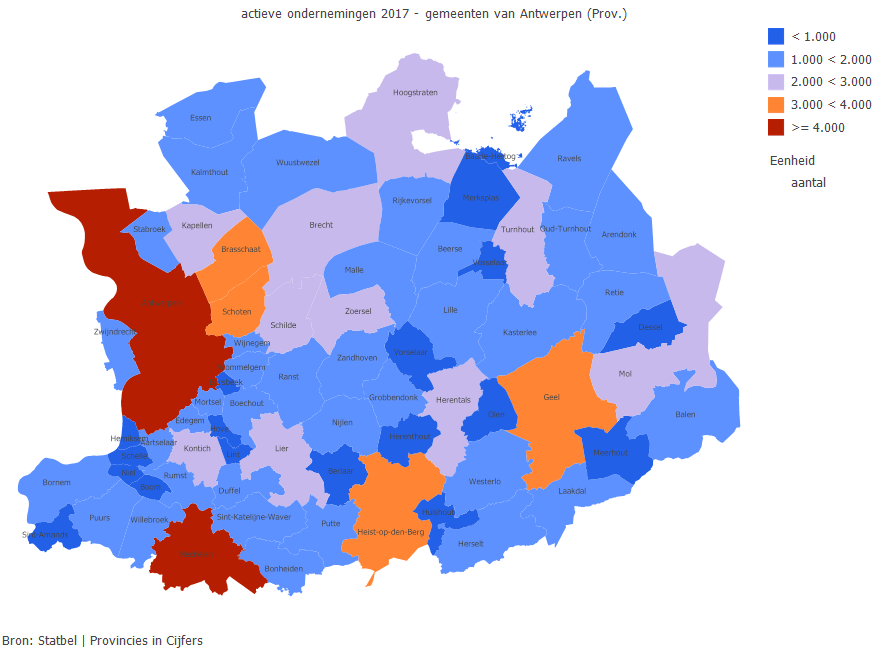 actieve ondernemingen 2017 - gemeenten van Antwerpen (Prov.)
< 1.000
1.000 < 2.000
2.000 < 3.000
3.000 < 4.000
>= 4.000
Eenheid
aantal
Hoogstraten
Essen
Ravels
Wuustwezel
Kalmthout
Merksplas
Rijkevorsel
Kapellen
Brecht
Stabroek
Turnhout
Oud-Turnhout
Arendonk
Brasschaat
Beerse
Malle
Retie
Schoten
Zoersel
Lille
Schilde
Dessel
Zwijndrecht
Kasterlee
Wijnegem
Vorselaar
Zandhoven
Ranst
Mol
Grobbendonk
Geel
Herentals
Mortsel
Boechout
Olen
Balen
Edegem
Nijlen
Hove
Herenthout
Aartselaar
Kontich
Lier
Lint
Meerhout
Schelle
Berlaar
Niel
Rumst
Bornem
Westerlo
Boom
Duffel
Laakdal
Hulshout
Puurs
Willebroek
Sint-Katelijne-Waver
Putte
Heist-op-den-Berg
Herselt
Bonheiden
Bron: Statbel | Provincies in Cijfers